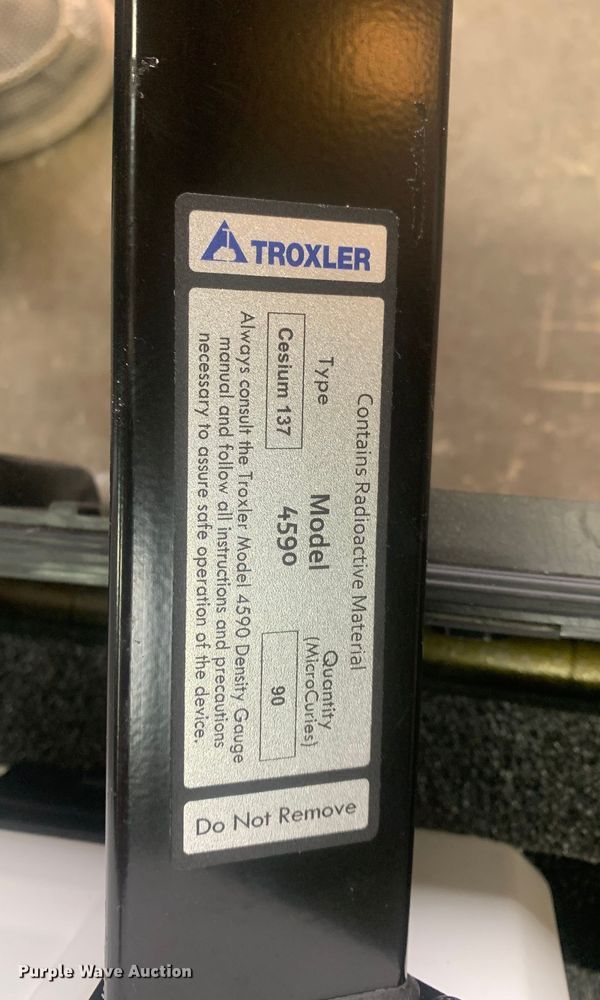 TROXLER
Contains Radioactive Material
Type Model Quantity
(MicroCuries)
Cesium 137 4590 90
Always consult the Troxler Model 4590 Density Gauge
manual and follow all instructions and precautions
necessary to assure safe operation of the device.
Do Not Remove
Purple Wave Auction